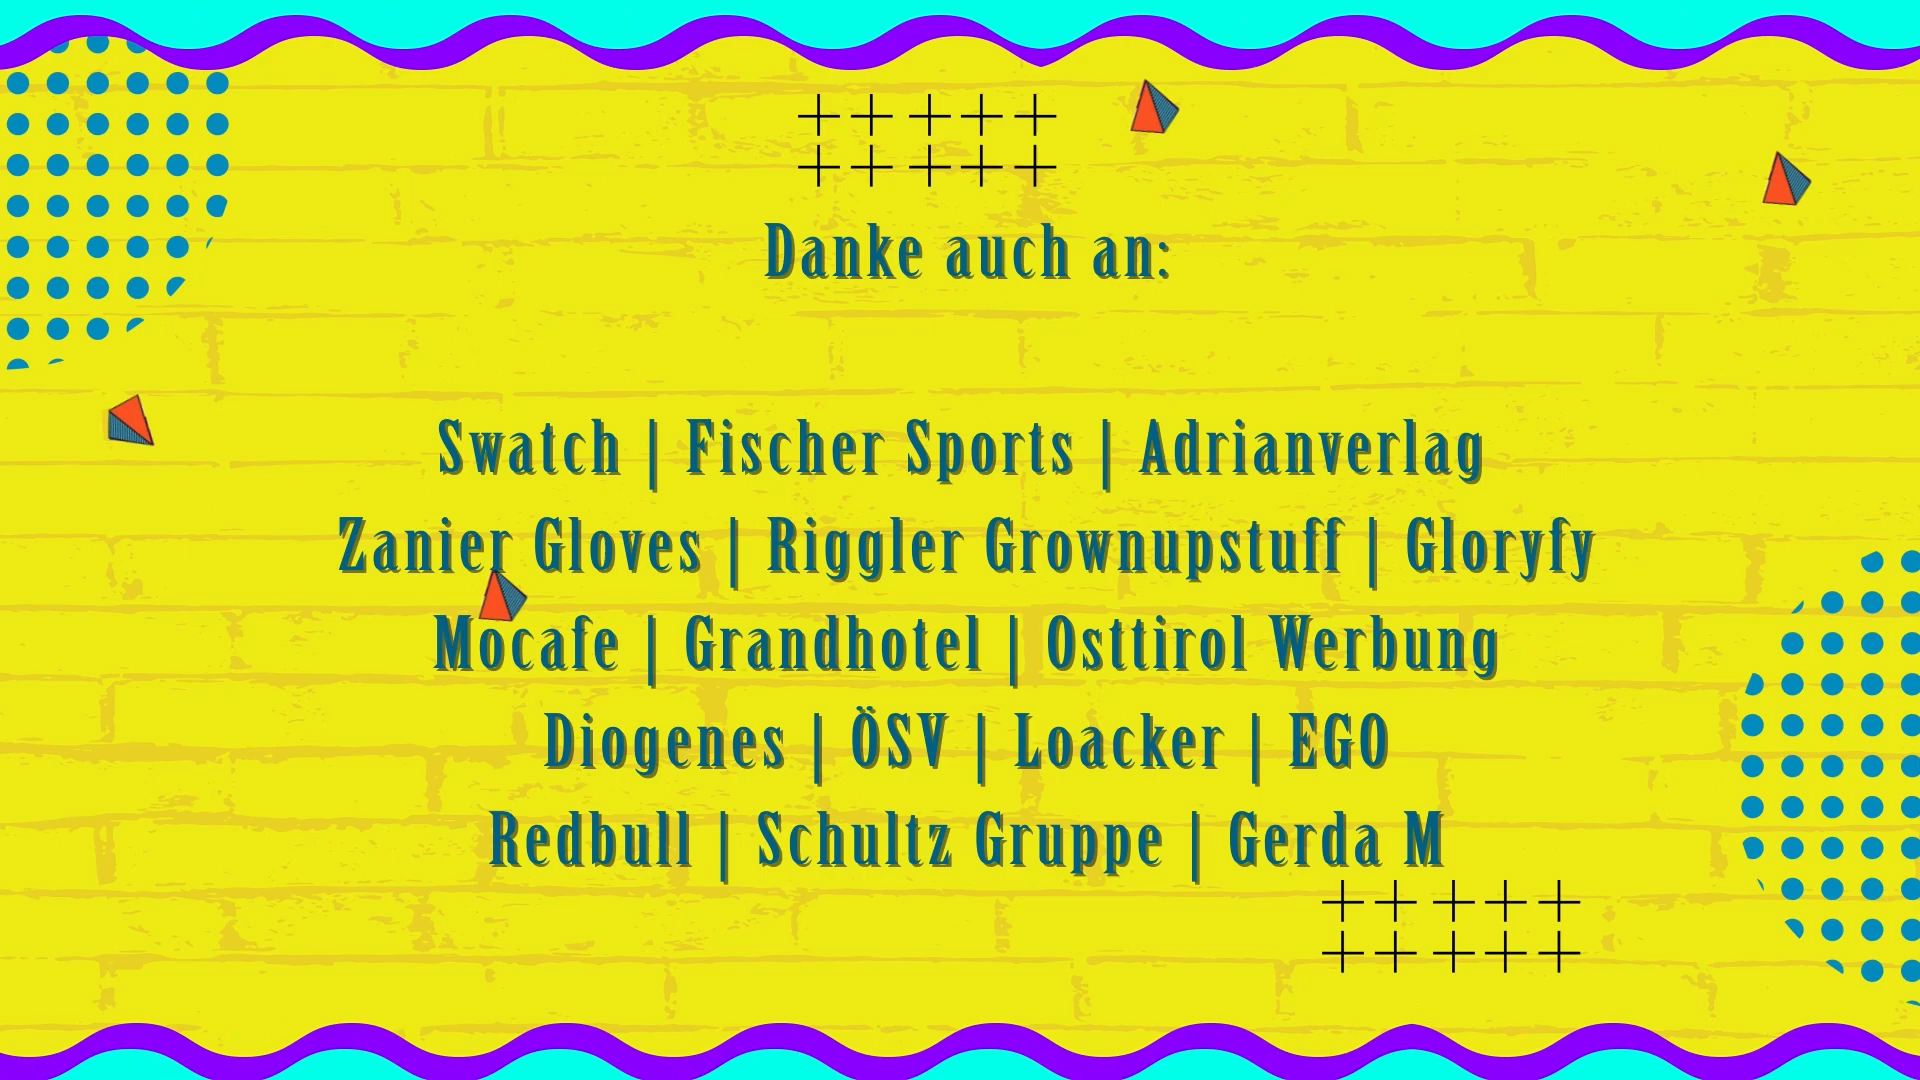 Danke auch an:
Swatch | Fischer Sports | Adrianverlag
Zanier Gloves | Riggler Grownupstuff | Gloryfy
Mocafe | Grandhotel | Osttirol Werbung
Diogenes | ÖSV | Loacker | EGO
Redbull | Schultz Gruppe | Gerda M